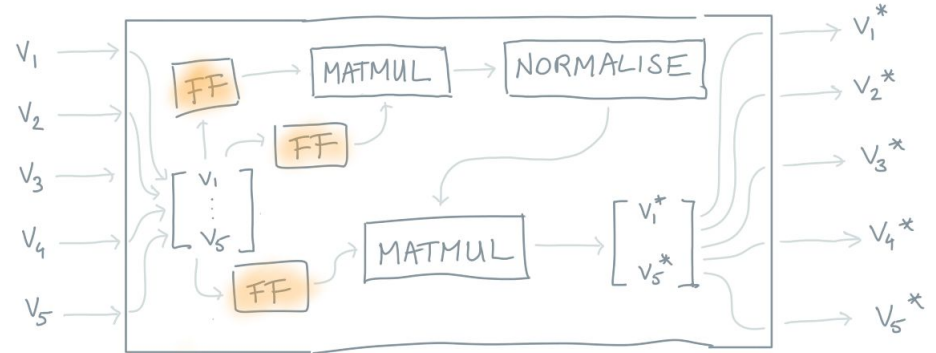 V₁
V₂
V₃
V₄
V₅
FF
MATMUL
NORMALISE
FF
V₁
⋮
V₅
FF
MATMUL
V₁*
V₅*
V₁*
V₂*
V₃*
V₄*
V₅*